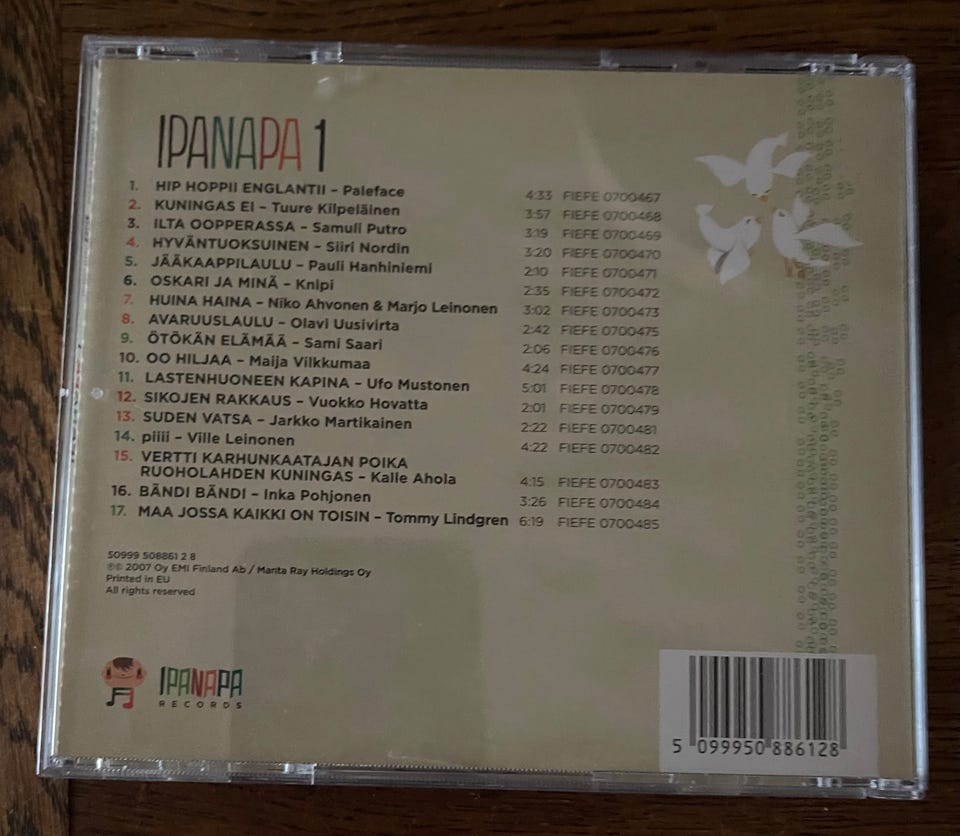 IPANAPA 1
1. HIP HOPPII ENGLANTII – Paleface 4:33 FIEFE 0700467
2. KUNINGAS EI – Tuure Kilpeläinen 3:57 FIEFE 0700468
3. ILTA OOPPERASSA – Samuli Putro 3:19 FIEFE 0700469
4. HYVÄNTUOKSUINEN – Siiri Nordin 3:20 FIEFE 0700470
5. JÄÄKAAPPILAULU – Pauli Hanhiniemi 2:10 FIEFE 0700471
6. OSKARI JA MINÄ – Knipi 2:35 FIEFE 0700472
7. HUINA HAINA – Niko Ahvonen & Marjo Leinonen 3:02 FIEFE 0700473
8. AVARUUSLAULU – Olavi Uusivirta 2:42 FIEFE 0700475
9. ÖTÖKÄN ELÄMÄÄ – Sami Saari 2:06 FIEFE 0700476
10. OO HILJAA – Maija Vilkkumaa 4:24 FIEFE 0700477
11. LASTENHUONEEN KAPINA – Ufo Mustonen 5:01 FIEFE 0700478
12. SIKOJEN RAKKAUS – Vuokko Hovatta 2:01 FIEFE 0700479
13. SUDEN VATSA – Jarkko Martikainen 2:22 FIEFE 0700481
14. piiii – Ville Leinonen 4:22 FIEFE 0700482
15. VERTTI KARHUNKAATAJAN POIKA
RUOHOLAHDEN KUNINGAS – Kalle Ahola 4:15 FIEFE 0700483
16. BÄNDI BÄNDI – Inka Pohjonen 3:26 FIEFE 0700484
17. MAA JOSSA KAIKKI ON TOISIN – Tommy Lindgren 6:19 FIEFE 0700485
50999 508861 2 8
℗© 2007 Oy EMI Finland Ab / Manta Ray Holdings Oy
Printed in EU
All rights reserved
IPANAPA
RECORDS
5 099950 886128